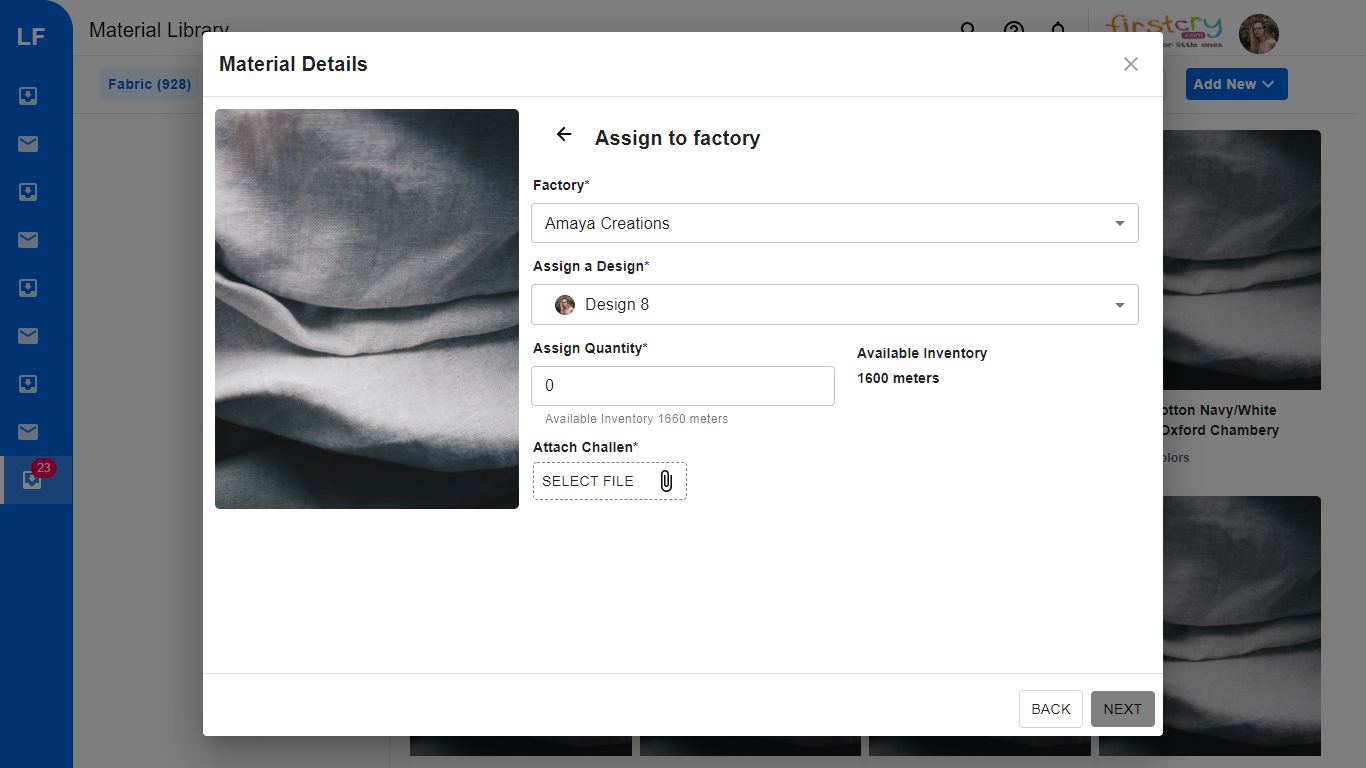 LF
Material Library
firstcry
.com
or little ones
Fabric (928)
Add New
Material Details
Assign to factory
Factory*
Amaya Creations
Assign a Design*
Design 8
Assign Quantity*
0
Available Inventory 1660 meters
Available Inventory
1600 meters
Attach Challen*
SELECT FILE
23
otton Navy/White
Oxford Chambery
olors
BACK
NEXT